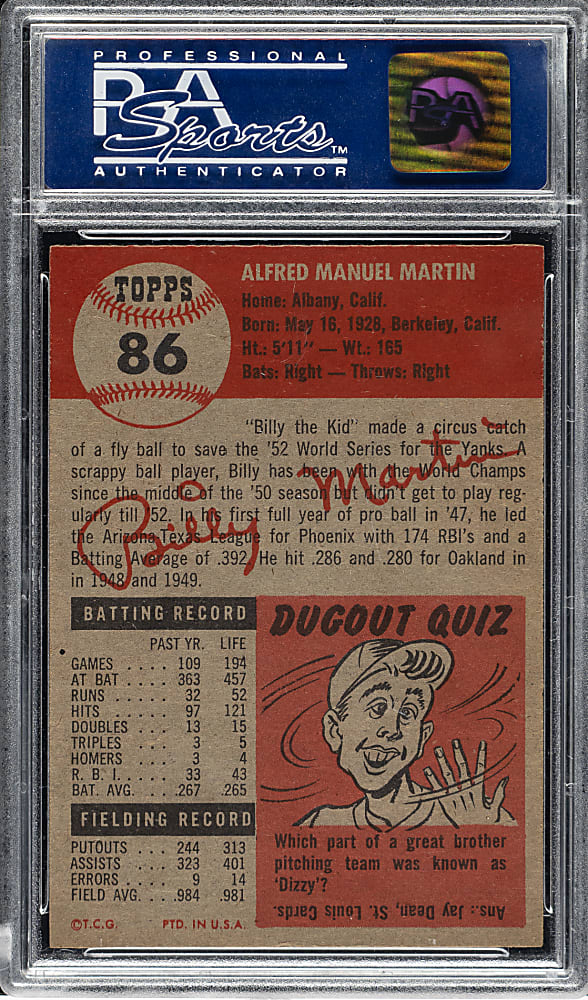 PROFESSIONAL
PSA
Sports™
AUTHENTICATOR
PSA
TOPPS
86
ALFRED MANUEL MARTIN
Home: Albany, Calif.
Born: May 16, 1928, Berkeley, Calif.
Ht.: 5'11" — Wt.: 165
Bats: Right — Throws: Right
"Billy the Kid" made a circus catch
of a fly ball to save the '52 World Series for the Yanks. A
scrappy ball player, Billy has been with the World Champs
since the middle of the '50 season but didn't get to play reg-
ularly till '52. In his first full year of pro ball in '47, he led
the Arizona-Texas League for Phoenix with 174 RBI's and a
Batting Average of .392. He hit .286 and .280 for Oakland in
in 1948 and 1949.
Billy Martin
BATTING RECORD
PAST YR. LIFE
GAMES .... 109 194
AT BAT .... 363 457
RUNS .... 32 52
HITS .... 97 121
DOUBLES ... 13 15
TRIPLES ... 3 5
HOMERS ... 3 4
R. B. I. .... 33 43
BAT. AVG. ... .267 .265
FIELDING RECORD
PUTOUTS ... 244 313
ASSISTS ... 323 401
ERRORS .... 9 14
FIELD AVG. .. .984 .981
©T.C.G. PTD. IN U.S.A.
DUGOUT QUIZ
Which part of a great brother
pitching team was known as
'Dizzy'?
Ans.: Jay Dean, St. Louis Cards.